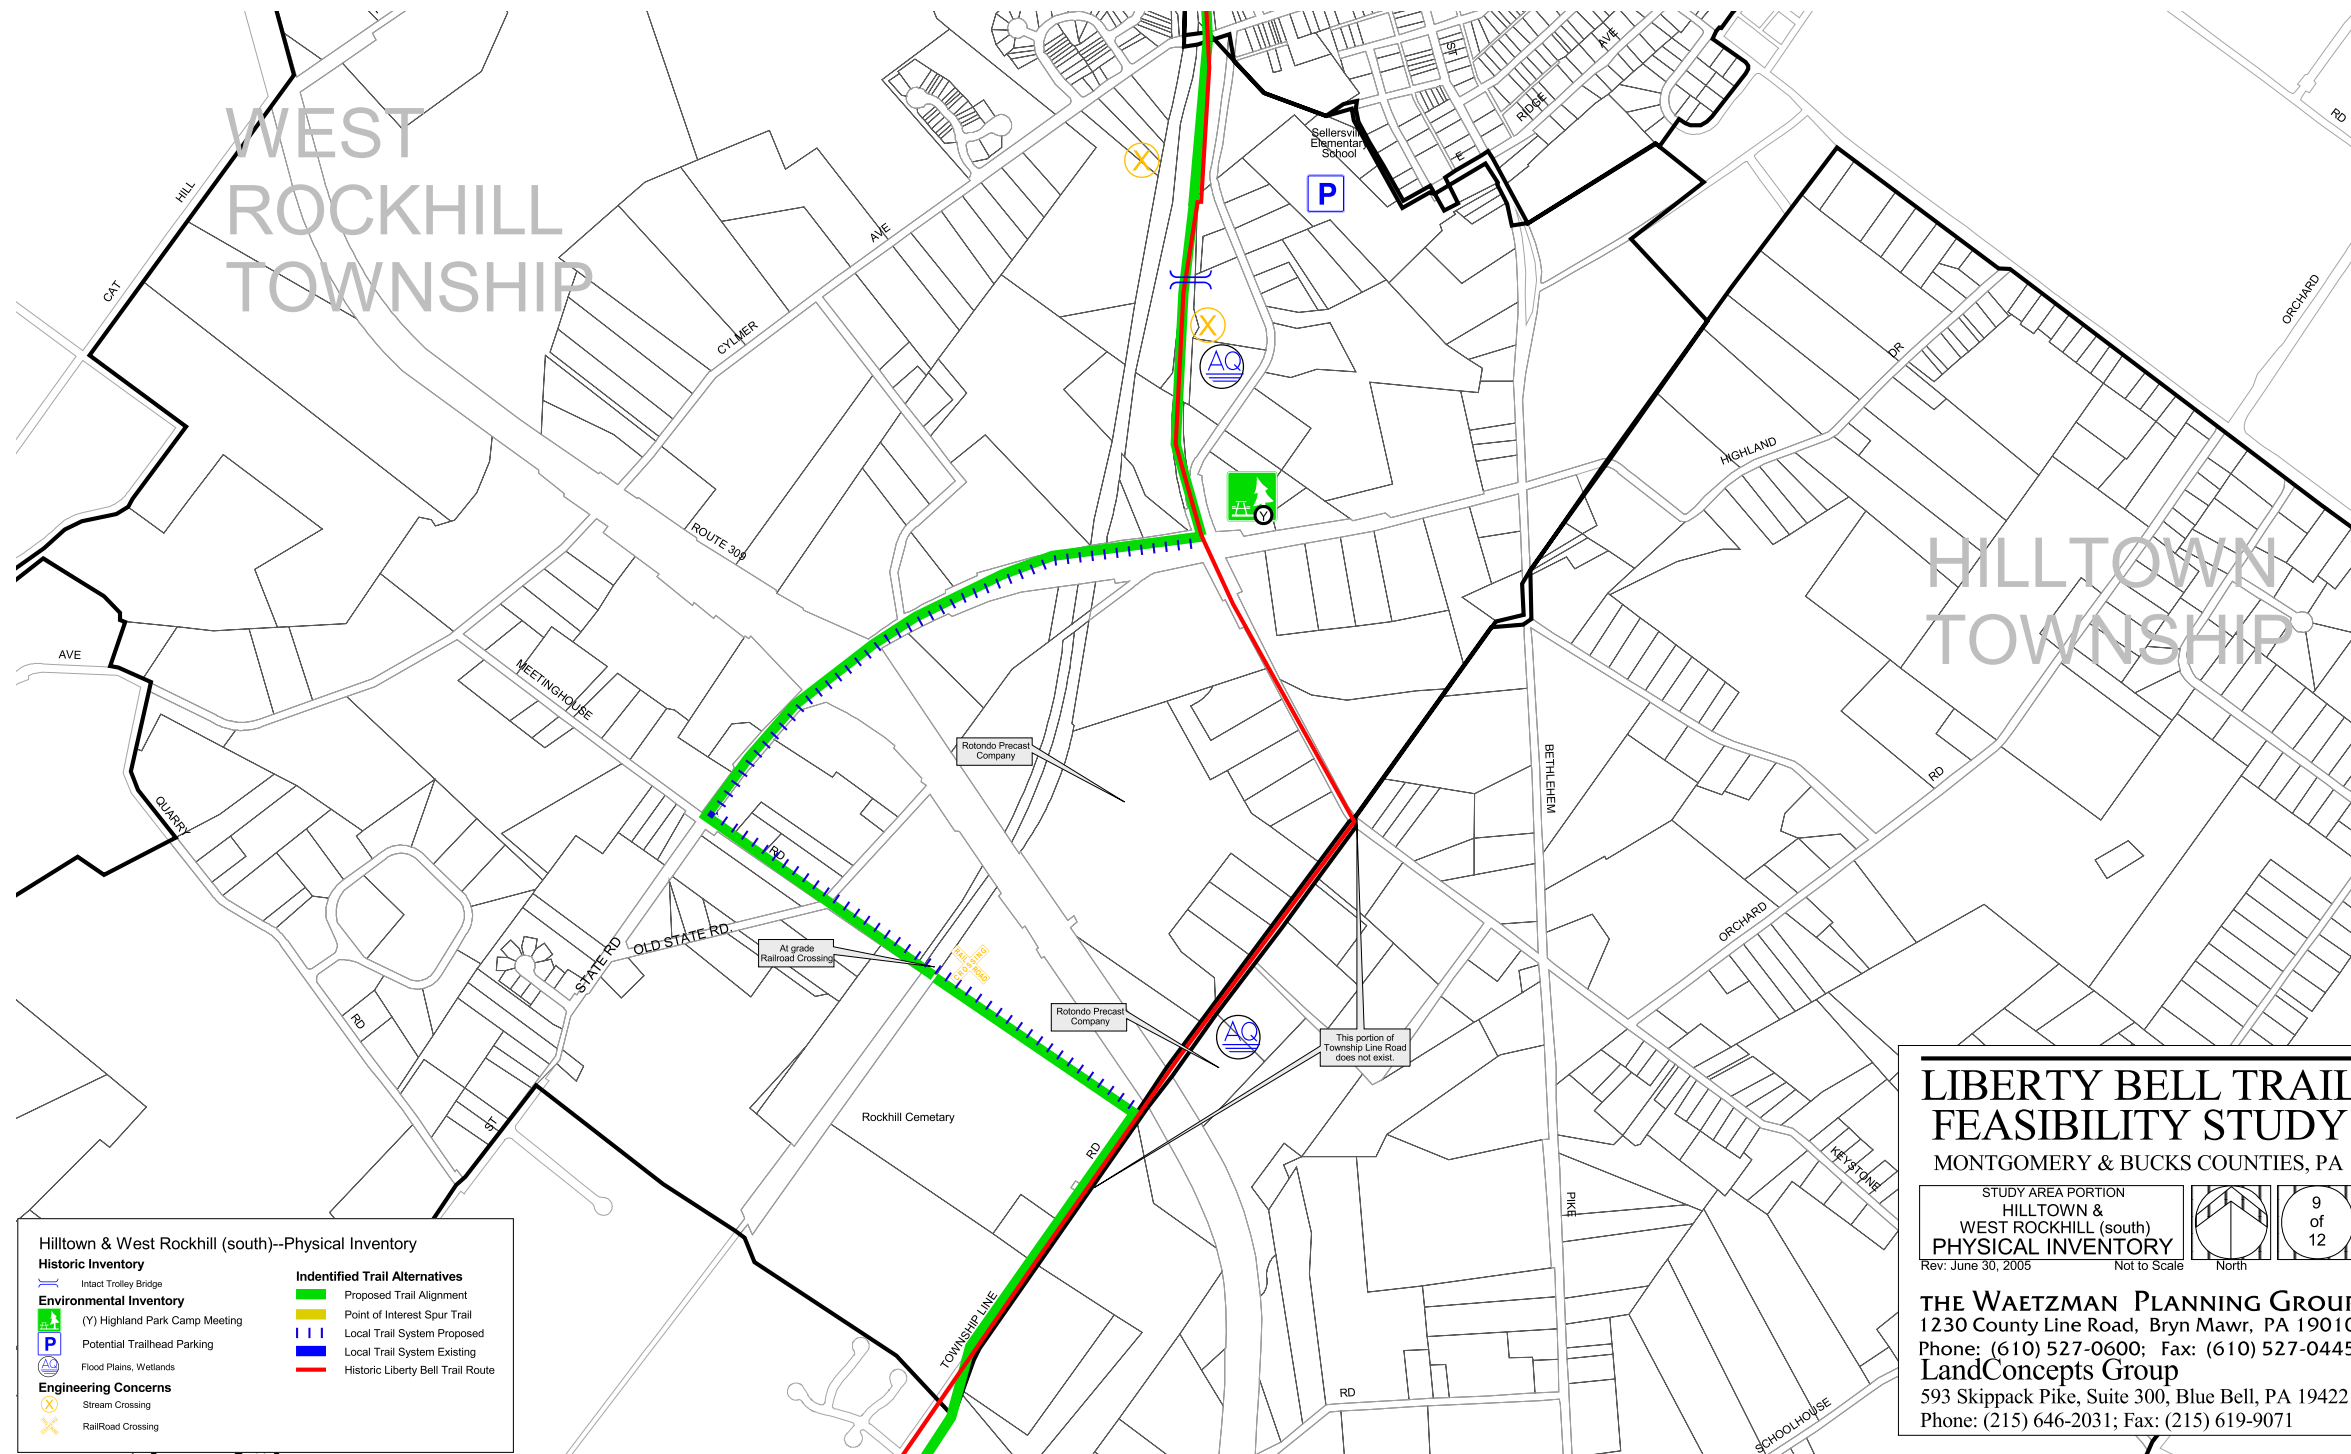 WEST
ROCKHILL
TOWNSHIP
HILL
CAT
AVE
CYLMER
ROUTE 309
ST
AVE
RIDGE
E
Sellersville
Elementary
School
P
X
X
AQ
Y
RD
ORCHARD
DR
HIGHLAND
HILLTOWN
TOWNSHIP
AVE
MEETINGHOUSE
QUARRY
RD
RD
STATE RD
OLD STATE RD.
ST
Rotondo Precast
Company
At grade
Railroad Crossing
RAIL ROAD
CROSSING
Rotondo Precast
Company
AQ
This portion of
Township Line Road
does not exist.
BETHLEHEM
PIKE
RD
ORCHARD
KEYSTONE
Rockhill Cemetary
RD
TOWNSHIP LINE
RD
SCHOOLHOUSE
Hilltown & West Rockhill (south)--Physical Inventory
Historic Inventory
Intact Trolley Bridge
Environmental Inventory
(Y) Highland Park Camp Meeting
P Potential Trailhead Parking
AQ Flood Plains, Wetlands
Engineering Concerns
X Stream Crossing
RailRoad Crossing
Indentified Trail Alternatives
Proposed Trail Alignment
Point of Interest Spur Trail
Local Trail System Proposed
Local Trail System Existing
Historic Liberty Bell Trail Route
LIBERTY BELL TRAIL
FEASIBILITY STUDY
MONTGOMERY & BUCKS COUNTIES, PA
STUDY AREA PORTION
HILLTOWN &
WEST ROCKHILL (south)
PHYSICAL INVENTORY
Rev: June 30, 2005 Not to Scale North
9
of
12
THE WAETZMAN PLANNING GROUP
1230 County Line Road, Bryn Mawr, PA 19010
Phone: (610) 527-0600; Fax: (610) 527-0445
LandConcepts Group
593 Skippack Pike, Suite 300, Blue Bell, PA 19422
Phone: (215) 646-2031; Fax: (215) 619-9071